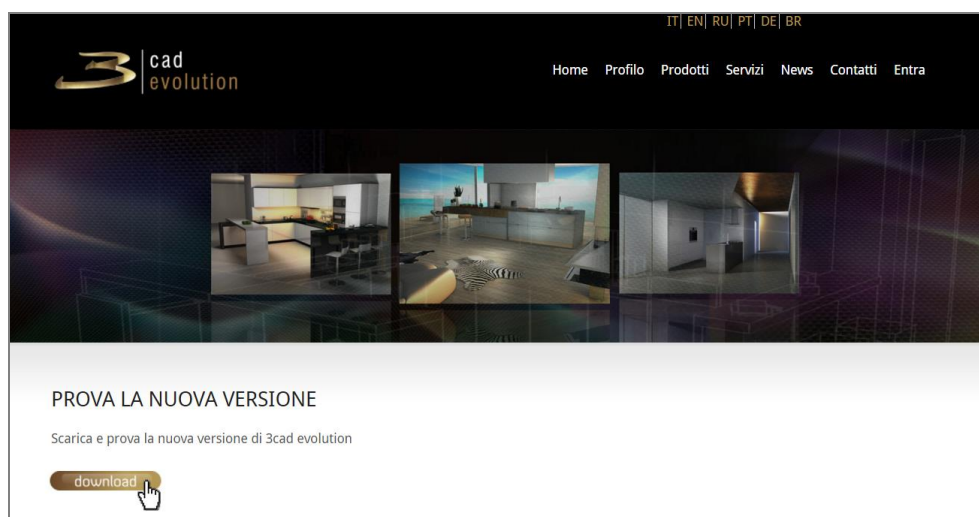 IT| EN| RU| PT| DE| BR
3 cad
evolution
Home Profilo Prodotti Servizi News Contatti Entra
PROVA LA NUOVA VERSIONE
Scarica e prova la nuova versione di 3cad evolution
download